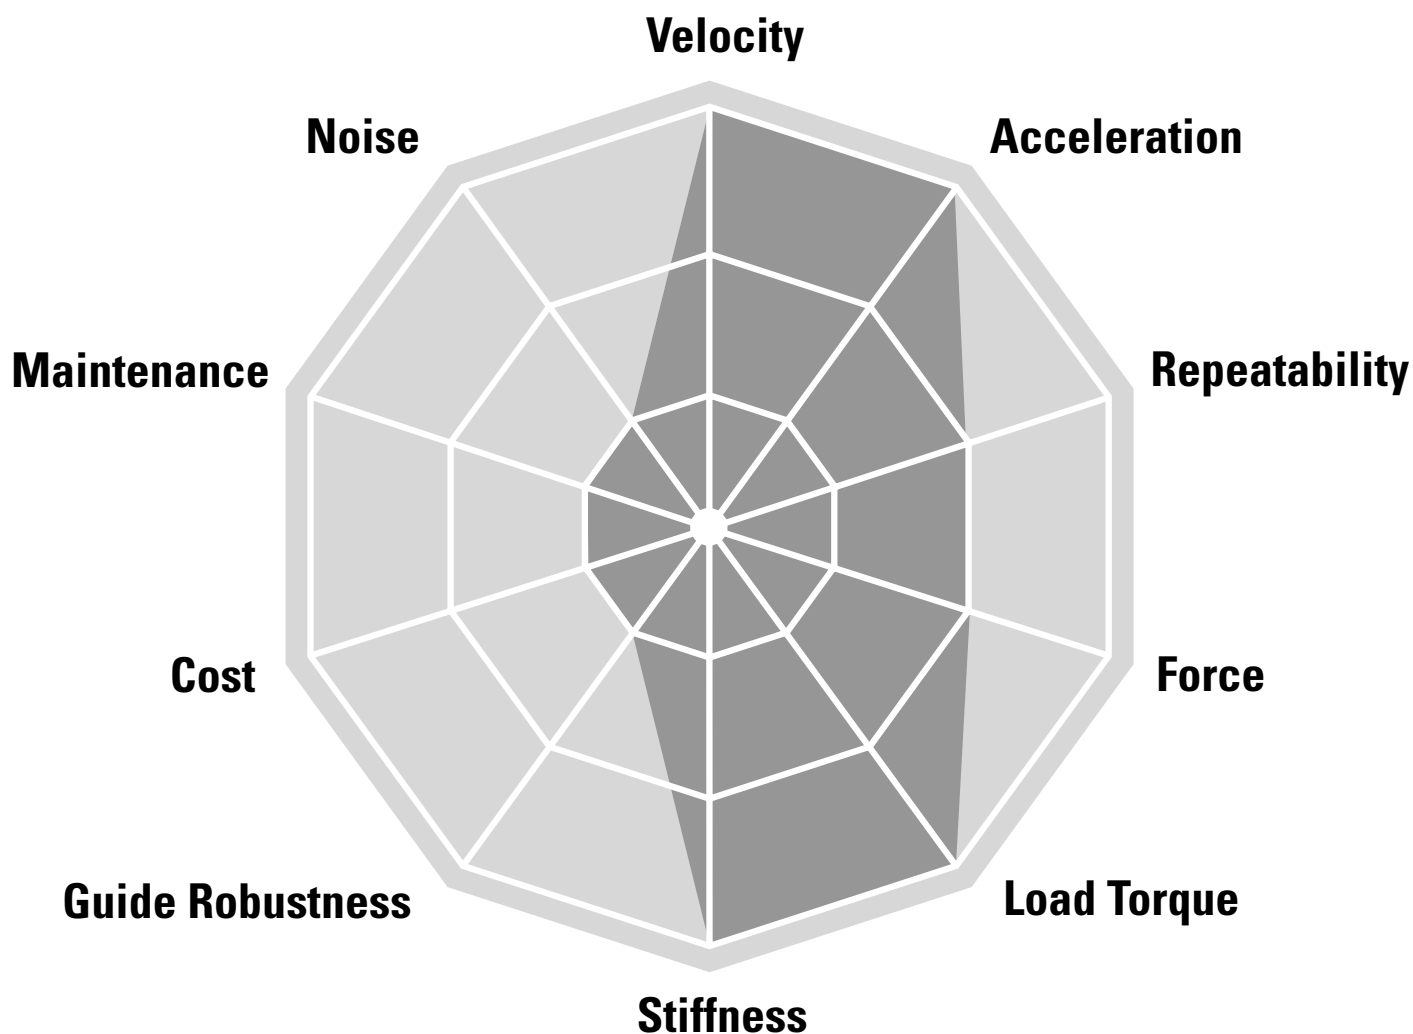 Velocity
Noise
Acceleration
Maintenance
Repeatability
Cost
Force
Guide Robustness
Load Torque
Stiffness